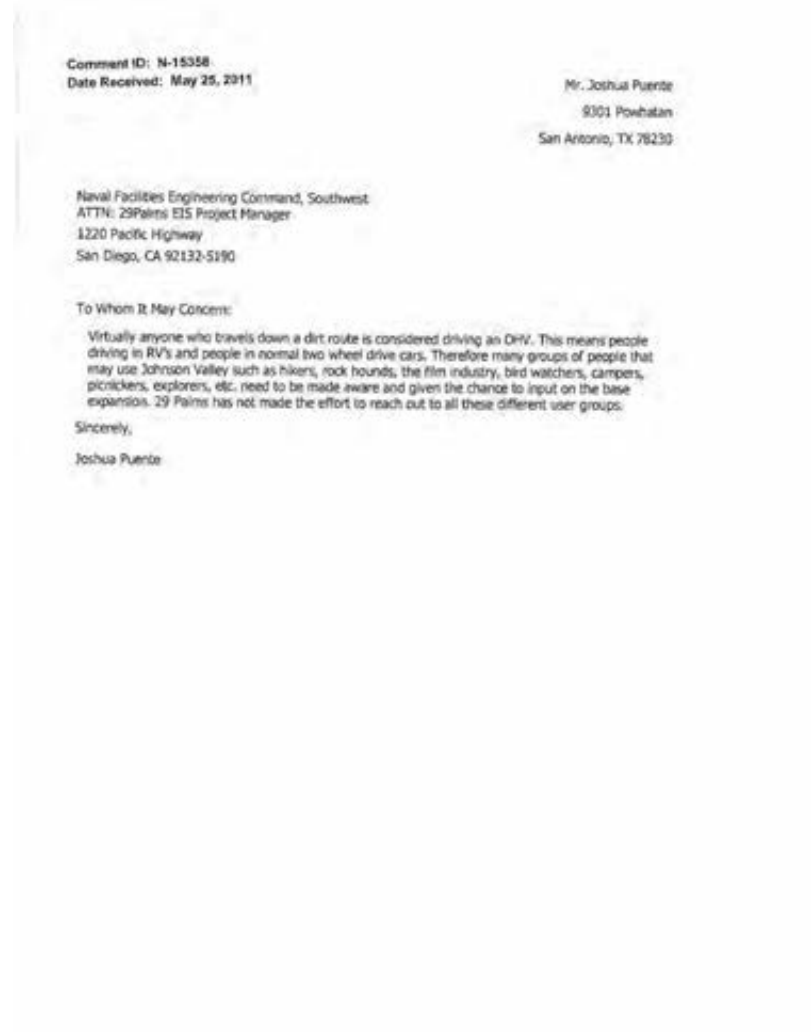 Comment ID: N-15358
Date Received: May 25, 2011
Mr. Joshua Puente
9301 Powhatan
San Antonio, TX 78230
Naval Facilities Engineering Command, Southwest
ATTN: 29Palms EIS Project Manager
1220 Pacific Highway
San Diego, CA 92132-5190
To Whom It May Concern:
Virtually anyone who travels down a dirt route is considered driving an OHV. This means people
driving in RV's and people in normal two wheel drive cars. Therefore many groups of people that
may use Johnson Valley such as hikers, rock hounds, the film industry, bird watchers, campers,
picnickers, explorers, etc. need to be made aware and given the chance to input on the base
expansion. 29 Palms has not made the effort to reach out to all these different user groups.
Sincerely,
Joshua Puente